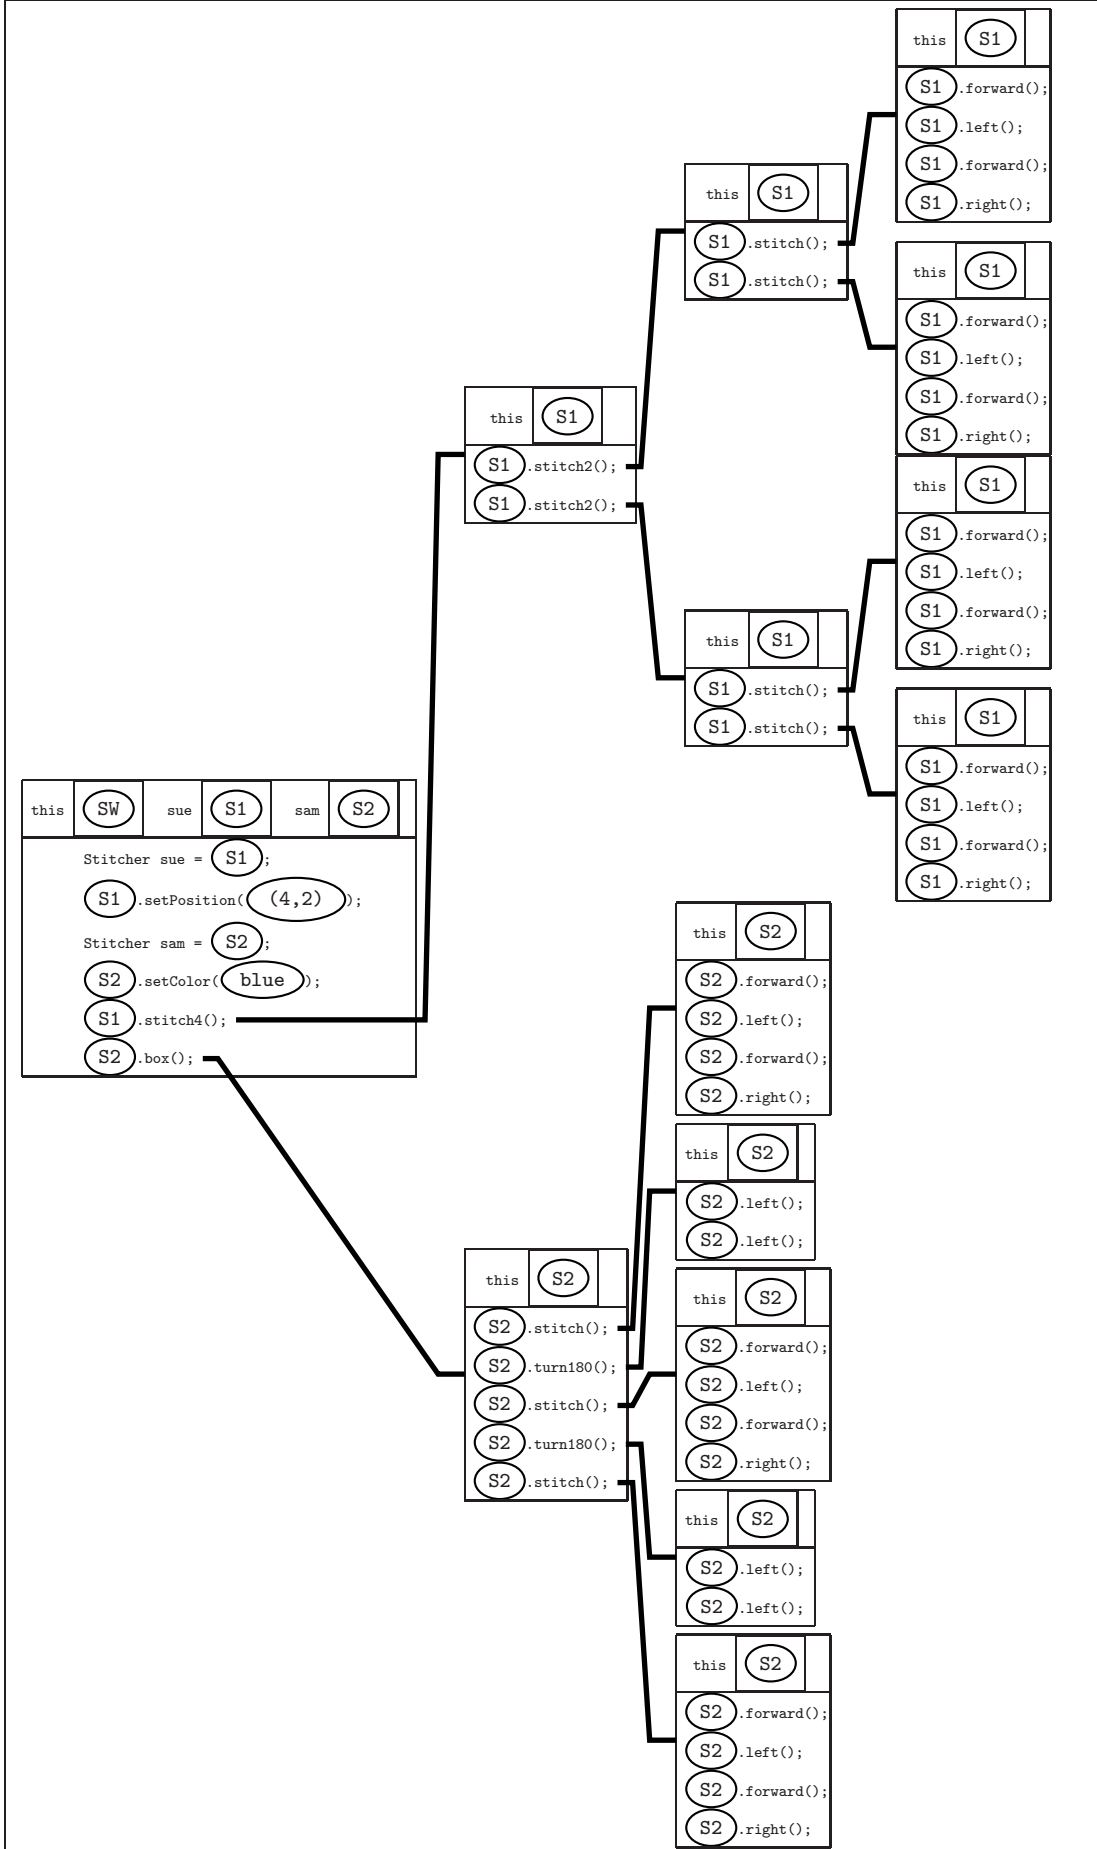 this SW sue S1 sam S2
Stitcher sue = S1;
S1.setPosition((4,2));
Stitcher sam = S2;
S2.setColor(blue);
S1.stitch4();
S2.box();
this S1
S1.stitch2();
S1.stitch2();
this S1
S1.stitch();
S1.stitch();
this S1
S1.forward();
S1.left();
S1.forward();
S1.right();
this S1
S1.forward();
S1.left();
S1.forward();
S1.right();
this S1
S1.stitch();
S1.stitch();
this S1
S1.forward();
S1.left();
S1.forward();
S1.right();
this S1
S1.forward();
S1.left();
S1.forward();
S1.right();
this S2
S2.stitch();
S2.turn180();
S2.stitch();
S2.turn180();
S2.stitch();
this S2
S2.forward();
S2.left();
S2.forward();
S2.right();
this S2
S2.left();
S2.left();
this S2
S2.forward();
S2.left();
S2.forward();
S2.right();
this S2
S2.left();
S2.left();
this S2
S2.forward();
S2.left();
S2.forward();
S2.right();